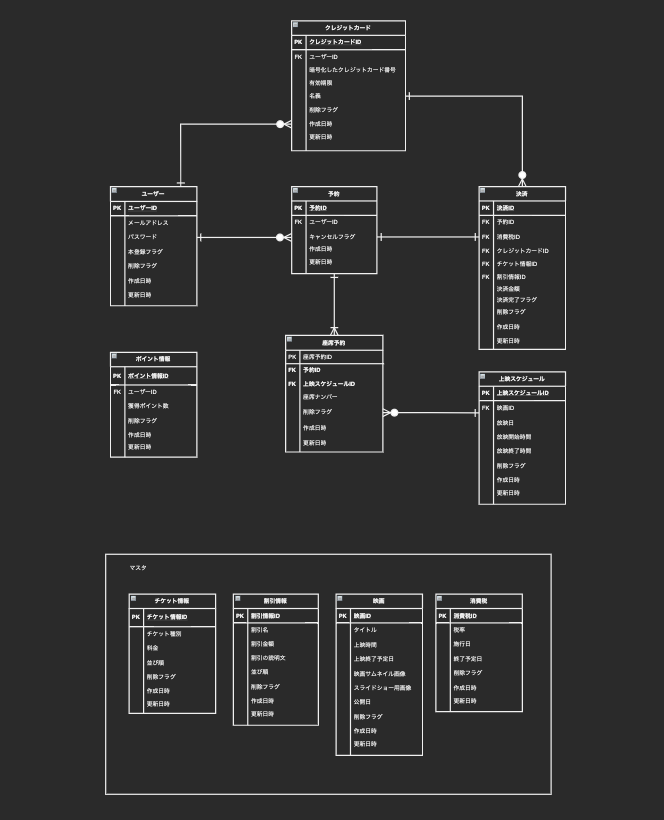 クレジットカード
PK クレジットカードID
FK ユーザーID
暗号化したクレジットカード番号
有効期限
名義
削除フラグ
作成日時
更新日時
ユーザー
PK ユーザーID
メールアドレス
パスワード
本登録フラグ
削除フラグ
作成日時
更新日時
予約
PK 予約ID
FK ユーザーID
キャンセルフラグ
作成日時
更新日時
決済
PK 決済ID
FK 予約ID
FK 消費税ID
FK クレジットカードID
FK チケット情報ID
FK 割引情報ID
決済金額
決済完了フラグ
削除フラグ
作成日時
更新日時
ポイント情報
PK ポイント情報ID
FK ユーザーID
獲得ポイント数
削除フラグ
作成日時
更新日時
座席予約
PK 座席予約ID
FK 予約ID
FK 上映スケジュールID
座席ナンバー
削除フラグ
作成日時
更新日時
上映スケジュール
PK 上映スケジュールID
FK 映画ID
放映日
放映開始時間
放映終了時間
削除フラグ
作成日時
更新日時
マスタ
チケット情報
PK チケット情報ID
チケット種別
料金
並び順
削除フラグ
作成日時
更新日時
割引情報
PK 割引情報ID
割引名
割引金額
割引の説明文
並び順
削除フラグ
作成日時
更新日時
映画
PK 映画ID
タイトル
上映時間
上映終了予定日
映画サムネイル画像
スライドショー用画像
公開日
削除フラグ
作成日時
更新日時
消費税
PK 消費税ID
税率
施行日
終了予定日
削除フラグ
作成日時
更新日時